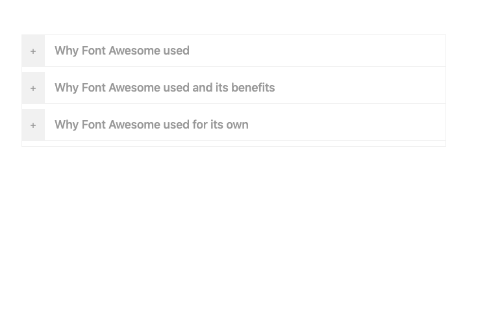 + Why Font Awesome used
+ Why Font Awesome used and its benefits
+ Why Font Awesome used for its own